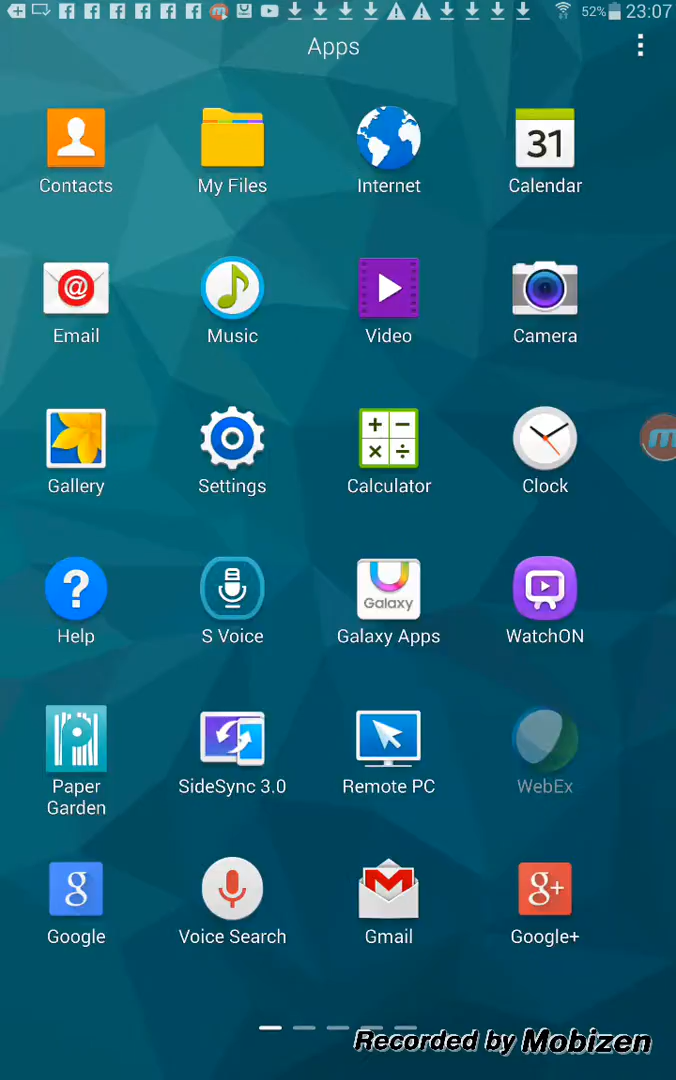 52% 23:07
Apps
Contacts My Files Internet Calendar
31
Email Music Video Camera
Gallery Settings Calculator Clock
Galaxy
Help S Voice Galaxy Apps WatchON
Paper Garden SideSync 3.0 Remote PC WebEx
g g+
Google Voice Search Gmail Google+
Recorded by Mobizen